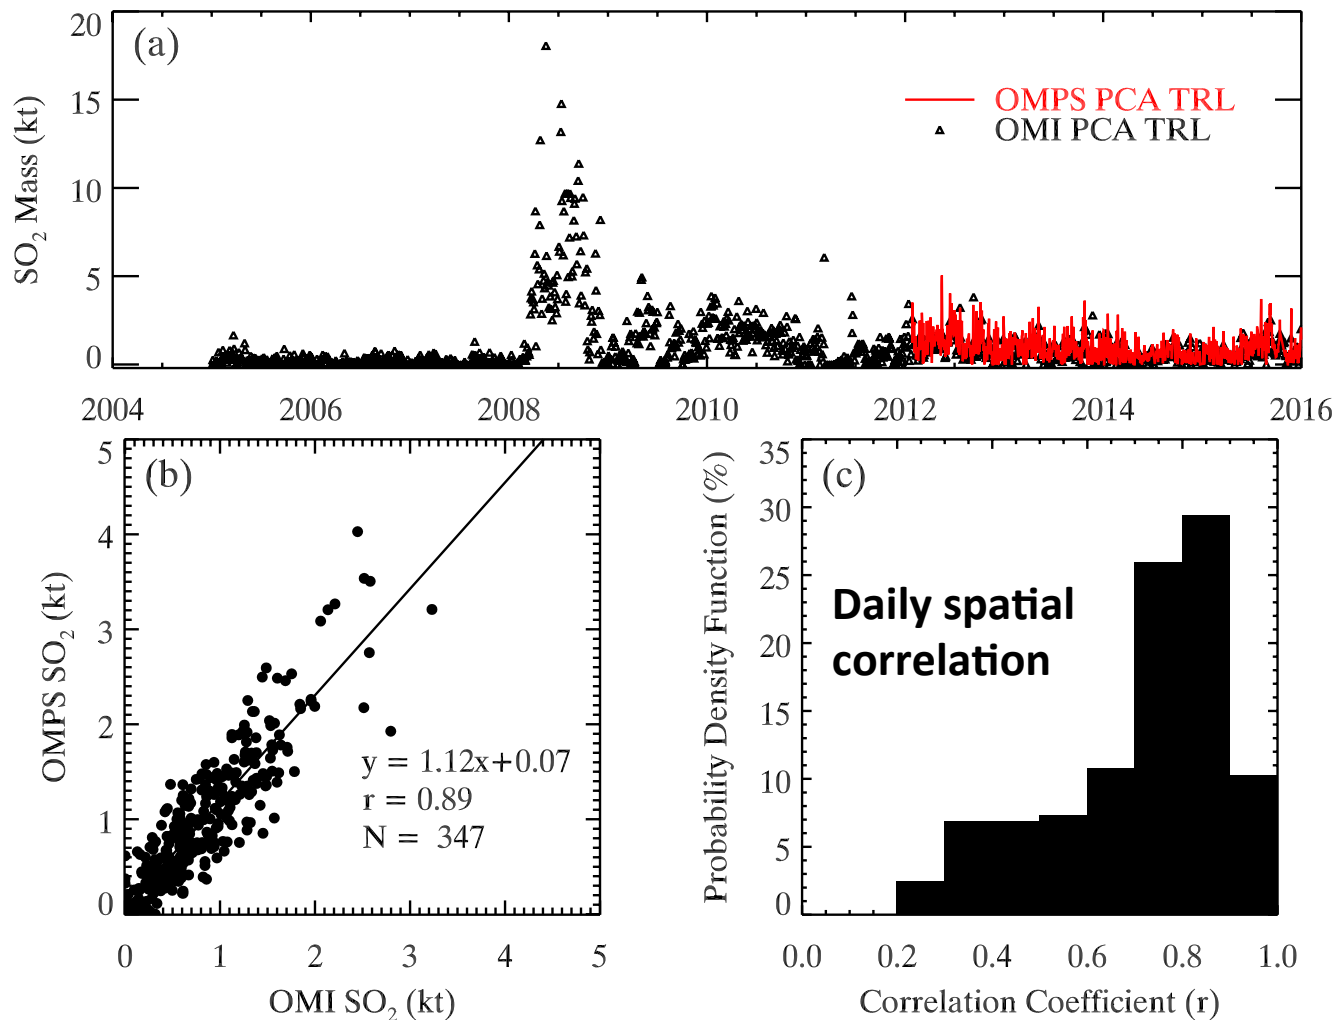 (a)
SO2 Mass (kt)
20
15
10
5
0
OMPS PCA TRL
OMI PCA TRL
2004 2006 2008 2010 2012 2014 2016
(b)
OMPS SO2 (kt)
5
4
3
2
1
0
y = 1.12x+0.07
r = 0.89
N = 347
0 1 2 3 4 5
OMI SO2 (kt)
(c)
Probability Density Function (%)
35
30
25
20
15
10
5
0
Daily spatial
correlation
0.0 0.2 0.4 0.6 0.8 1.0
Correlation Coefficient (r)